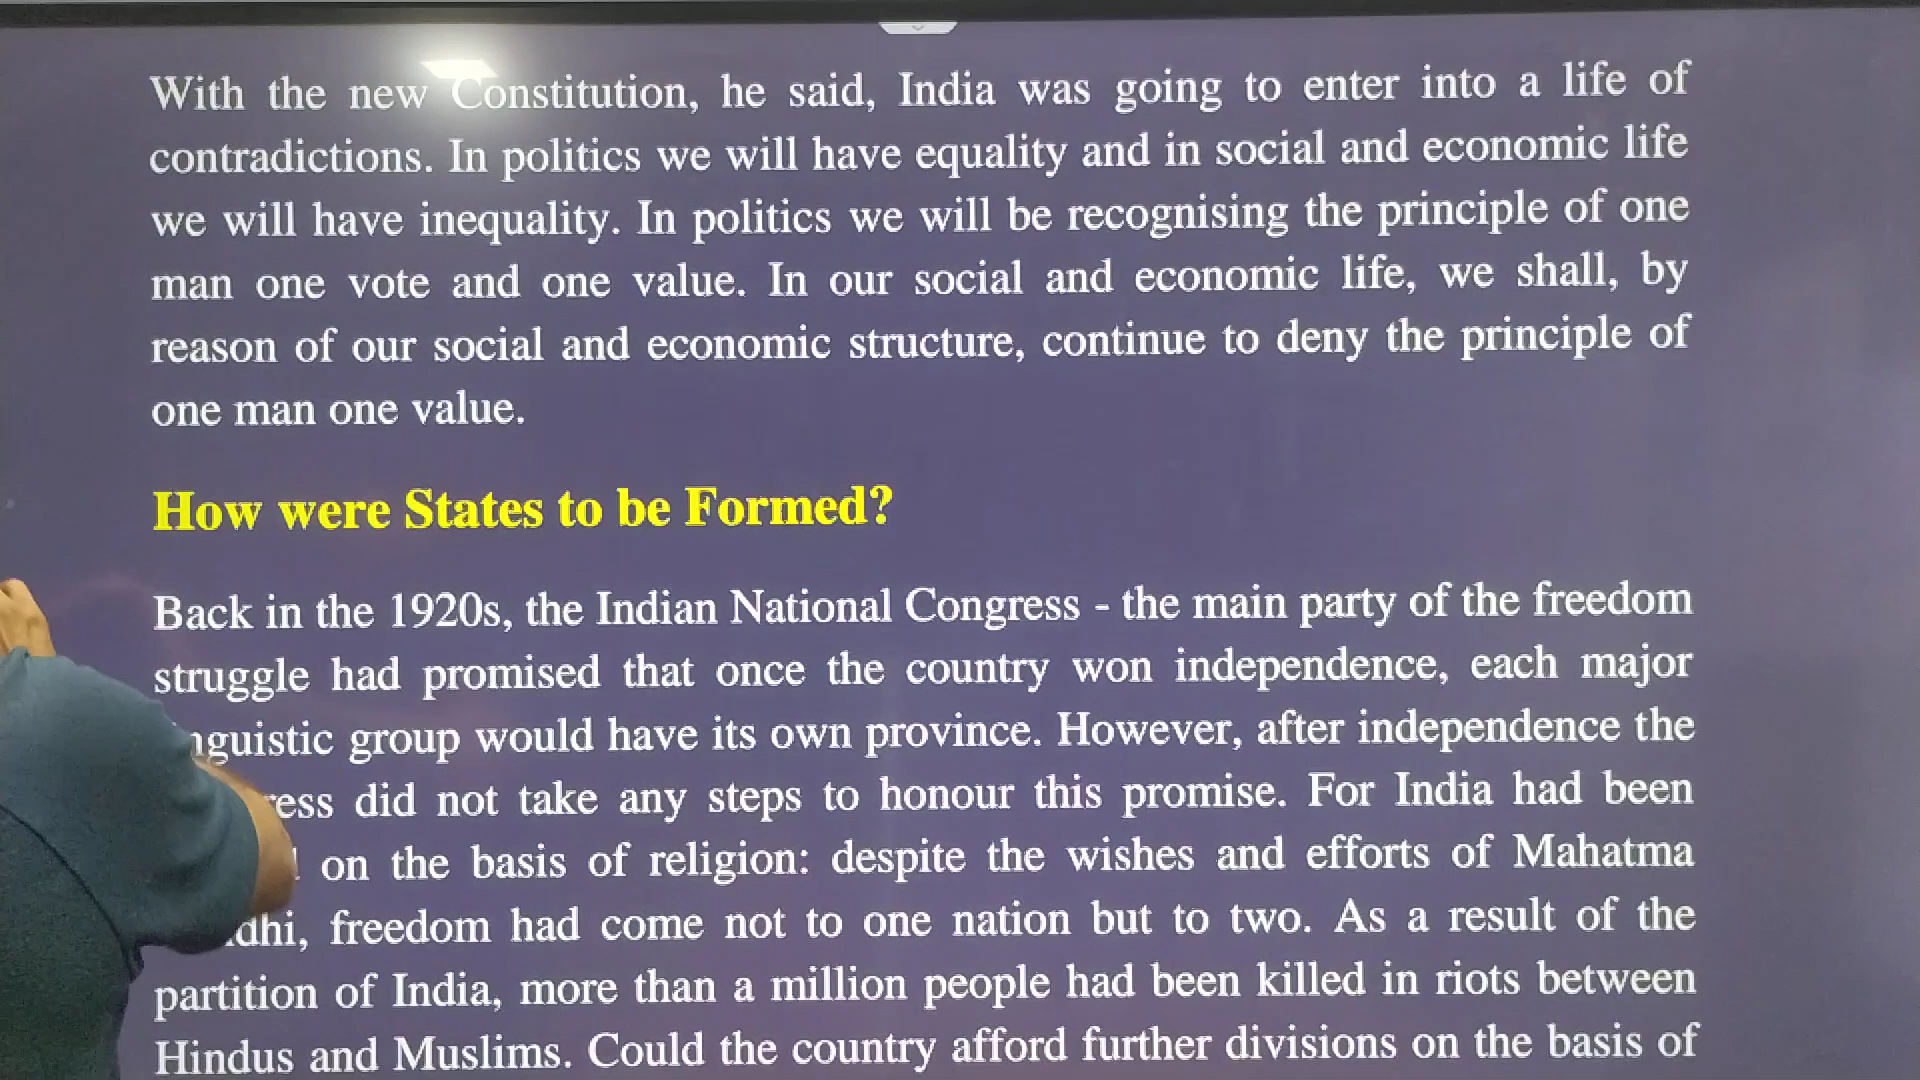 With the new Constitution, he said, India was going to enter into a life of
contradictions. In politics we will have equality and in social and economic life
we will have inequality. In politics we will be recognising the principle of one
man one vote and one value. In our social and economic life, we shall, by
reason of our social and economic structure, continue to deny the principle of
one man one value.
How were States to be Formed?
Back in the 1920s, the Indian National Congress - the main party of the freedom
struggle had promised that once the country won independence, each major
group would have its own province. However, after independence the
did not take any steps to honour this promise. For India had been
on the basis of religion: despite the wishes and efforts of Mahatma
freedom had come not to one nation but to two. As a result of the
partition of India, more than a million people had been killed in riots between
Hindus and Muslims. Could the country afford further divisions on the basis of